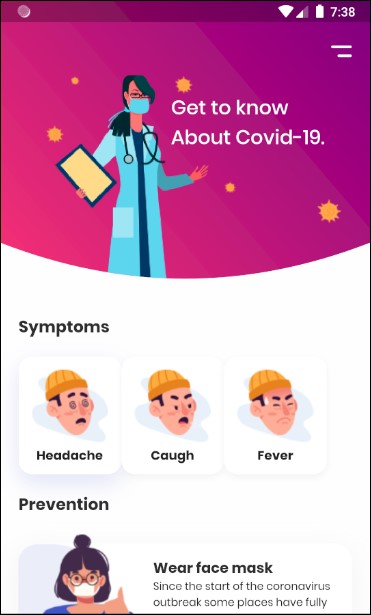 7:38
Get to know
About Covid-19.
Symptoms
Headache
Caugh
Fever
Prevention
Wear face mask
Since the start of the coronavirus
outbreak some places have fully